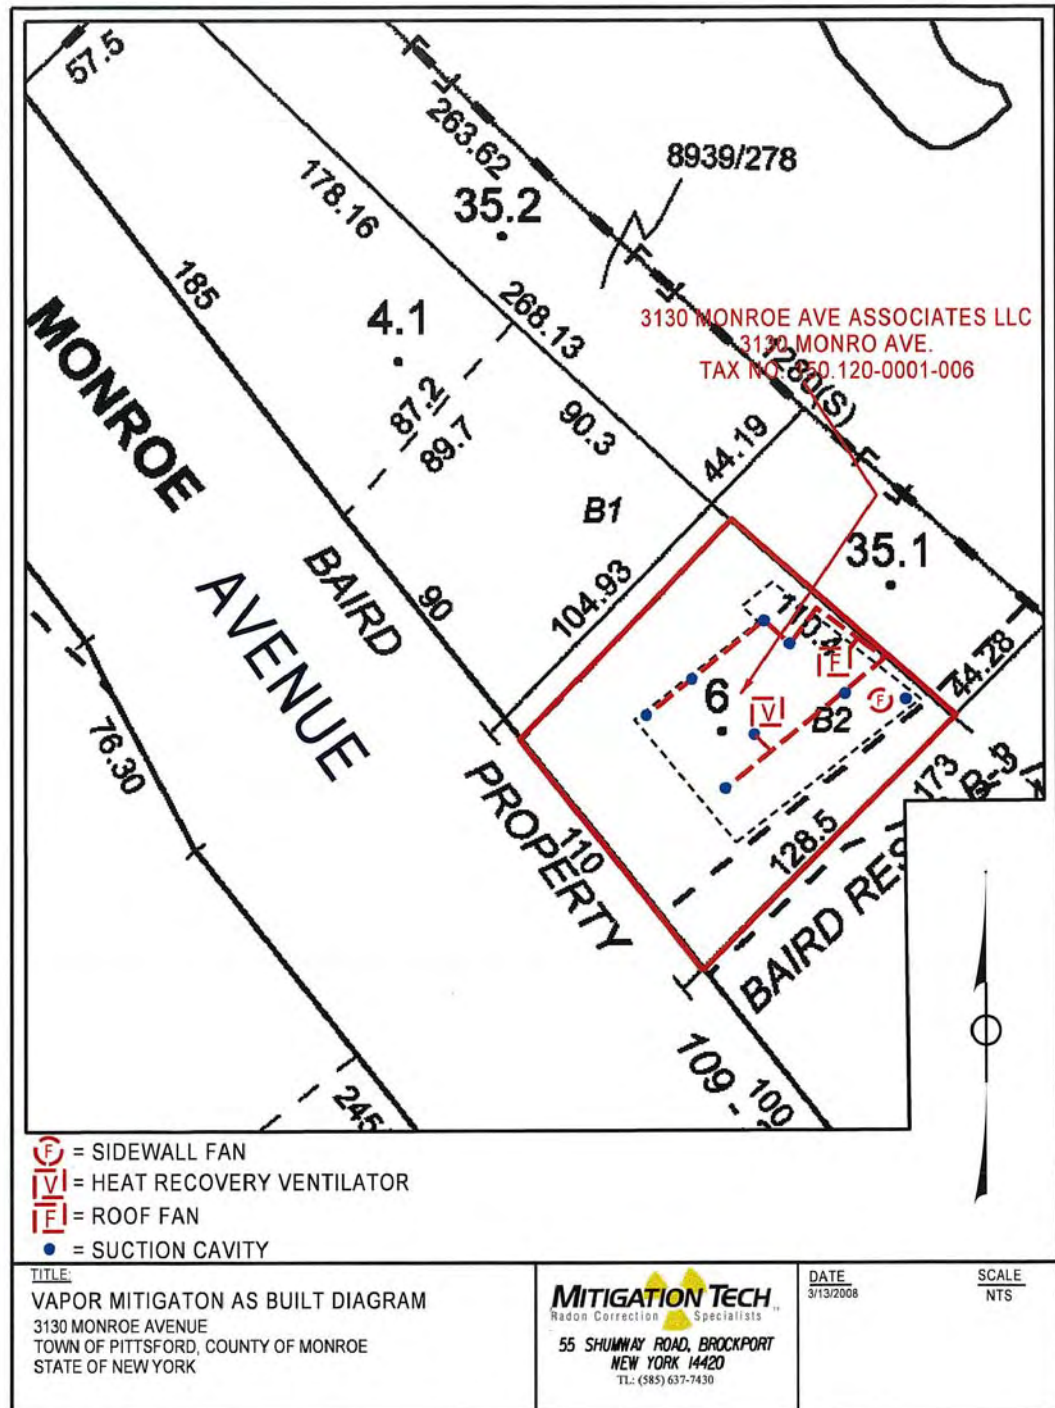 57.5
263.62
8939/278
178.16
35.2
185
268.13
4.1
3130 MONROE AVE ASSOCIATES LLC
3130 MONRO AVE.
TAX NO.
.120-0001-006
1280(S)
MONROE
87.2
89.7
90.3
44.19
B1
35.1
AVENUE
BAIRD
90
104.93
110.4
F
44.28
6
V
B2
F
76.30
PROPERTY
110
128.5
173
BAIRD
109 -
100
245
F = SIDEWALL FAN
V = HEAT RECOVERY VENTILATOR
F = ROOF FAN
= SUCTION CAVITY
TITLE:
VAPOR MITIGATON AS BUILT DIAGRAM
3130 MONROE AVENUE
TOWN OF PITTSFORD, COUNTY OF MONROE
STATE OF NEW YORK
MITIGATION TECH
Radon Correction Specialists
55 SHUMWAY ROAD, BROCKPORT
NEW YORK 14420
TL: (585) 637-7430
DATE
3/13/2008
SCALE
NTS